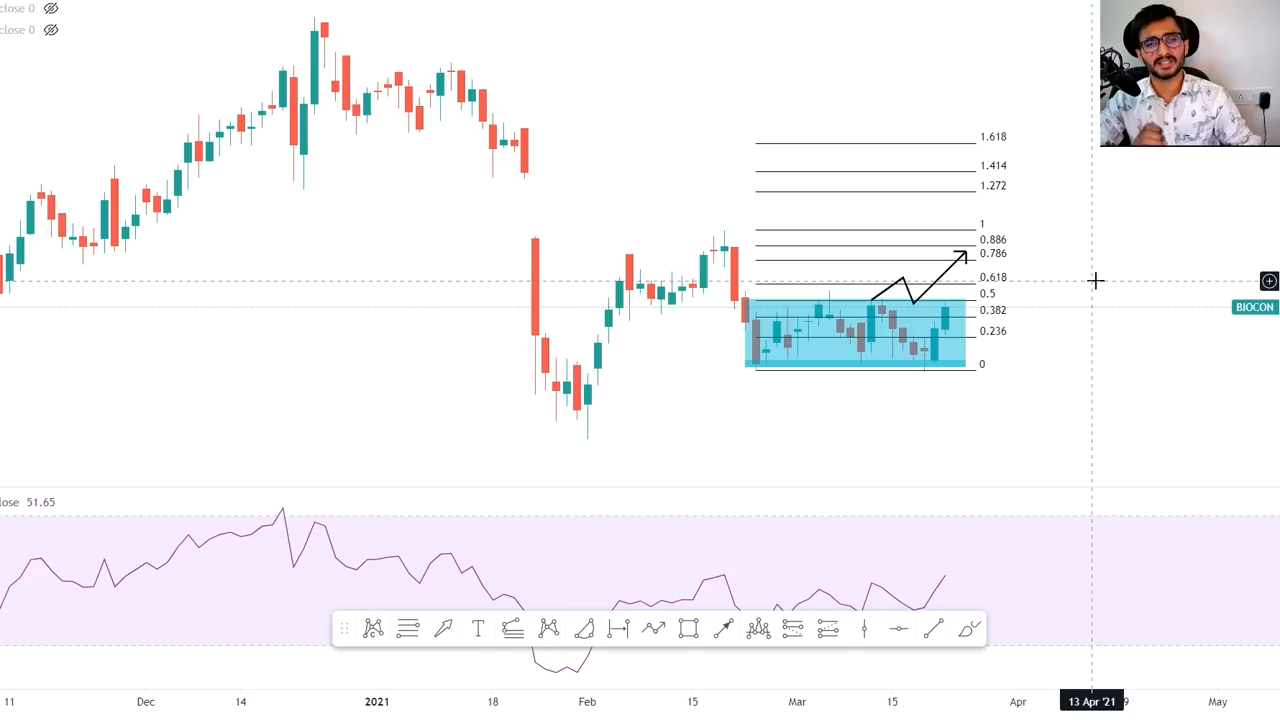 close 0
close 0
1.618
1.414
1.272
1
0.886
0.786
0.618
0.5
0.382
0.236
0
BIOCON
lose 51.65
T
C
11 Dec 14 2021 18 Feb 15 Mar 15 Apr 13 Apr '21 9 May